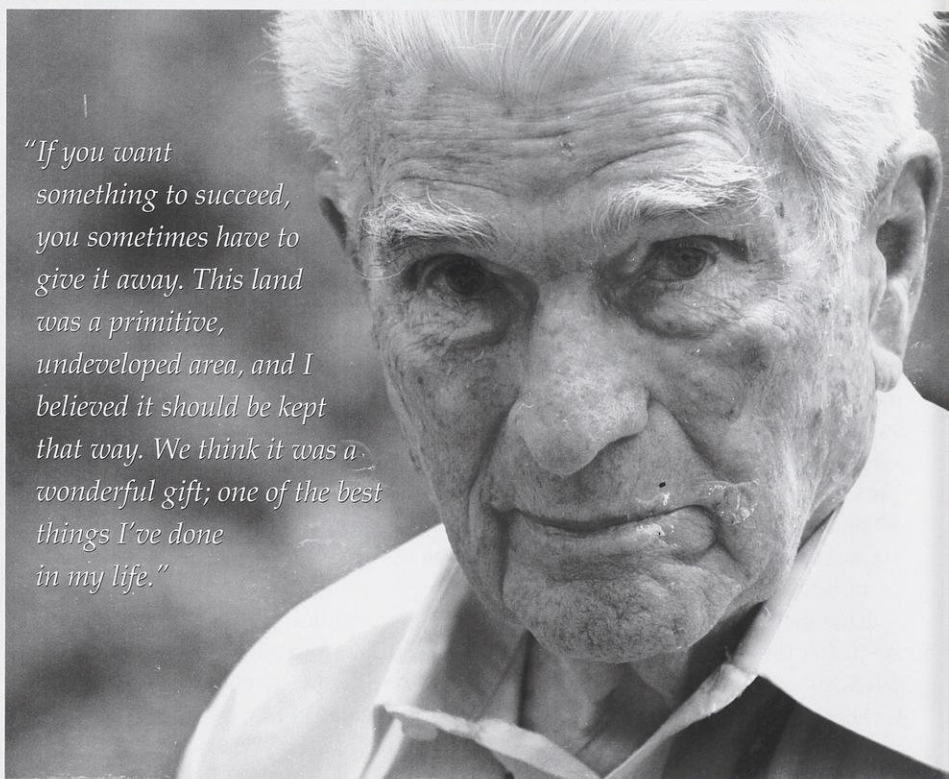 “If you want
something to succeed,
you sometimes have to
give it away. This land
was a primitive,
undeveloped area, and I
believed it should be kept
that way. We think it was a
wonderful gift; one of the best
things I’ve done
in my life.”